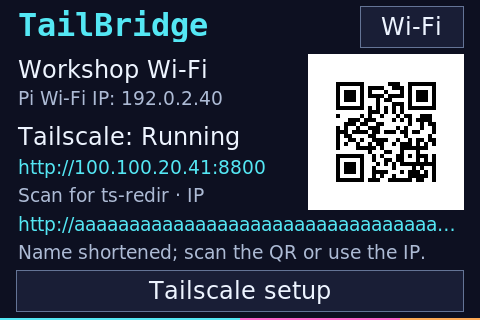 TailBridge
Wi-Fi
Workshop Wi-Fi
Pi Wi-Fi IP: 192.0.2.40
Tailscale: Running
http://100.100.20.41:8800
Scan for ts-redir · IP
http://aaaaaaaaaaaaaaaaaaaaaaaaaaaaaaaaa…
Name shortened; scan the QR or use the IP.
Tailscale setup